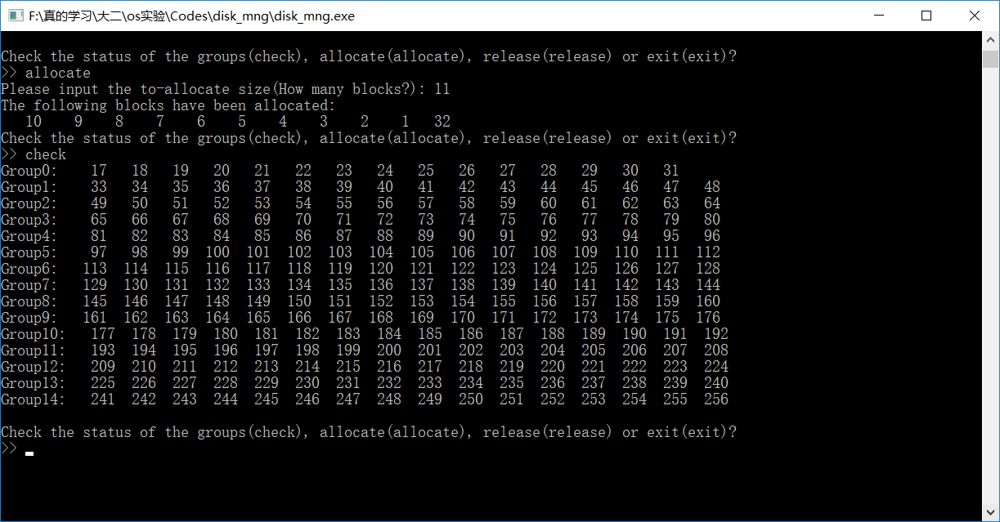 F:\真的学习\大二\os实验\Codes\disk_mng\disk_mng.exe
Check the status of the groups(check), allocate(allocate), release(release) or exit(exit)?
>> allocate
Please input the to-allocate size(How many blocks?): 11
The following blocks have been allocated:
   10    9    8    7    6    5    4    3    2    1   32
Check the status of the groups(check), allocate(allocate), release(release) or exit(exit)?
>> check
Group0:    17   18   19   20   21   22   23   24   25   26   27   28   29   30   31
Group1:    33   34   35   36   37   38   39   40   41   42   43   44   45   46   47   48
Group2:    49   50   51   52   53   54   55   56   57   58   59   60   61   62   63   64
Group3:    65   66   67   68   69   70   71   72   73   74   75   76   77   78   79   80
Group4:    81   82   83   84   85   86   87   88   89   90   91   92   93   94   95   96
Group5:    97   98   99  100  101  102  103  104  105  106  107  108  109  110  111  112
Group6:   113  114  115  116  117  118  119  120  121  122  123  124  125  126  127  128
Group7:   129  130  131  132  133  134  135  136  137  138  139  140  141  142  143  144
Group8:   145  146  147  148  149  150  151  152  153  154  155  156  157  158  159  160
Group9:   161  162  163  164  165  166  167  168  169  170  171  172  173  174  175  176
Group10:   177  178  179  180  181  182  183  184  185  186  187  188  189  190  191  192
Group11:   193  194  195  196  197  198  199  200  201  202  203  204  205  206  207  208
Group12:   209  210  211  212  213  214  215  216  217  218  219  220  221  222  223  224
Group13:   225  226  227  228  229  230  231  232  233  234  235  236  237  238  239  240
Group14:   241  242  243  244  245  246  247  248  249  250  251  252  253  254  255  256
Check the status of the groups(check), allocate(allocate), release(release) or exit(exit)?
>>